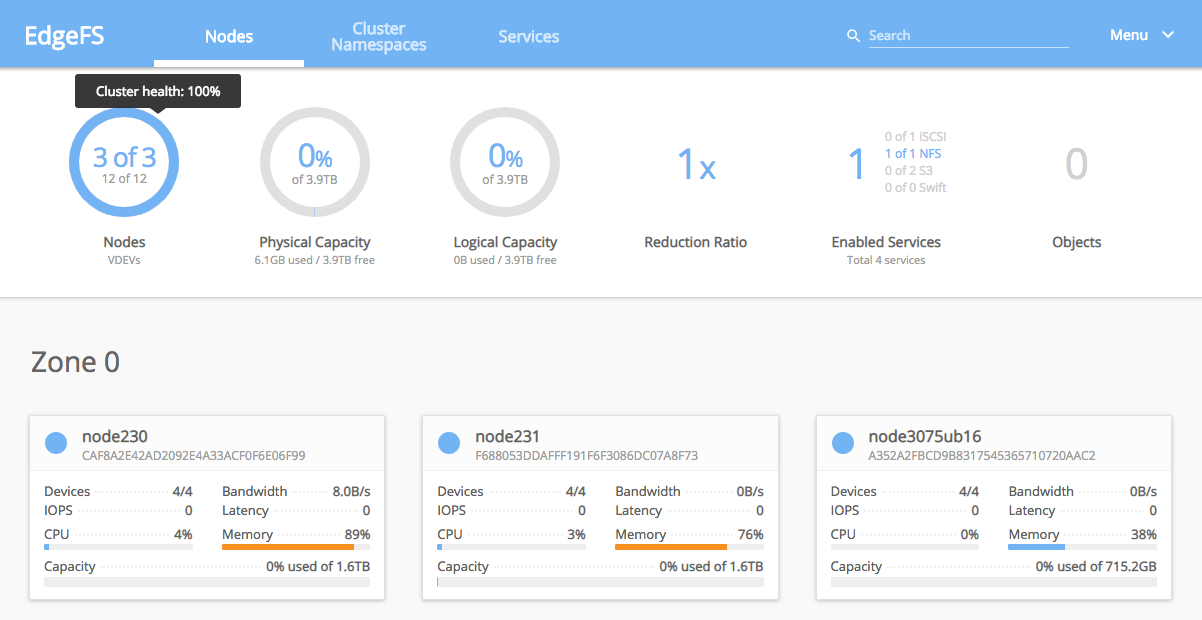 EdgeFS
Nodes
Cluster
Namespaces
Services
Search
Menu
Cluster health: 100%
3 of 3
12 of 12
Nodes
VDEVs
0%
of 3.9TB
Physical Capacity
6.1GB used / 3.9TB free
0%
of 3.9TB
Logical Capacity
0B used / 3.9TB free
1x
Reduction Ratio
1
0 of 1 iSCSI
1 of 1 NFS
0 of 2 S3
0 of 0 Swift
Enabled Services
Total 4 services
0
Objects
Zone 0
node230
CAF8A2E42AD2092E4A33ACF0F6E06F99
Devices 4/4 Bandwidth 8.0B/s
IOPS 0 Latency 0
CPU 4% Memory 89%
Capacity 0% used of 1.6TB
node231
F688053DDAFFF191F6F3086DC07A8F73
Devices 4/4 Bandwidth 0B/s
IOPS 0 Latency 0
CPU 3% Memory 76%
Capacity 0% used of 1.6TB
node3075ub16
A352A2FBCD9B8317545365710720AAC2
Devices 4/4 Bandwidth 0B/s
IOPS 0 Latency 0
CPU 0% Memory 38%
Capacity 0% used of 715.2GB